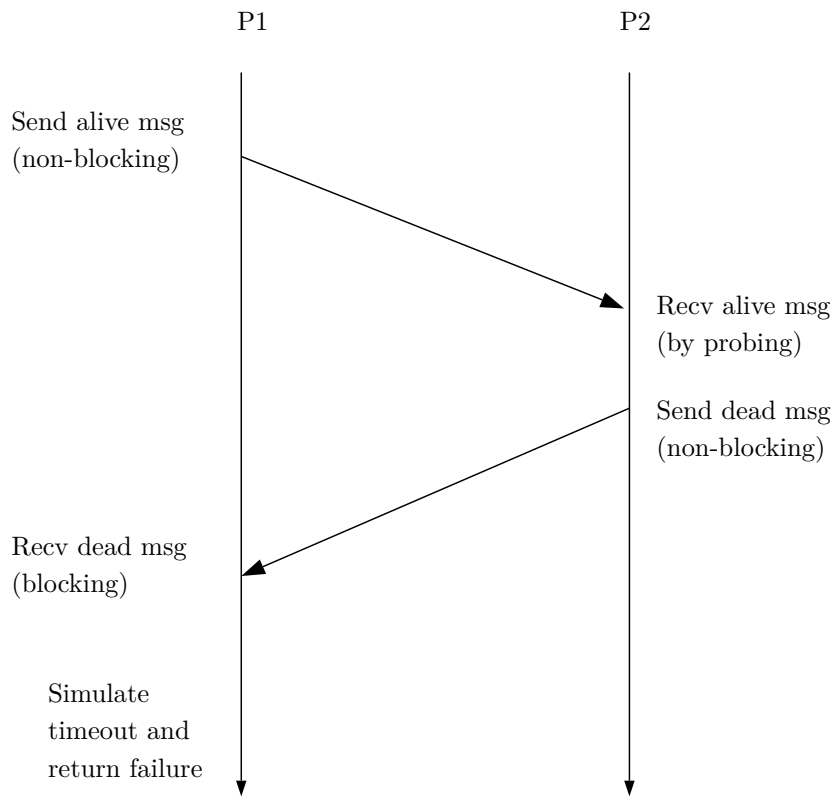 P1
P2
Send alive msg
(non-blocking)
Recv alive msg
(by probing)
Send dead msg
(non-blocking)
Recv dead msg
(blocking)
Simulate
timeout and
return failure